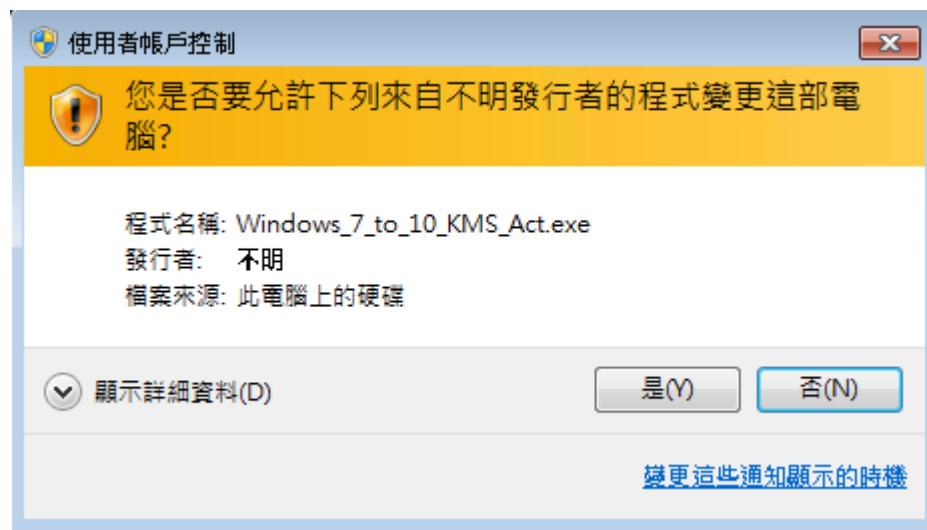 使用者帳戶控制
您是否要允許下列來自不明發行者的程式變更這部電
腦?
程式名稱: Windows_7_to_10_KMS_Act.exe
發行者: 不明
檔案來源: 此電腦上的硬碟
顯示詳細資料(D)
是(Y)
否(N)
變更這些通知顯示的時機